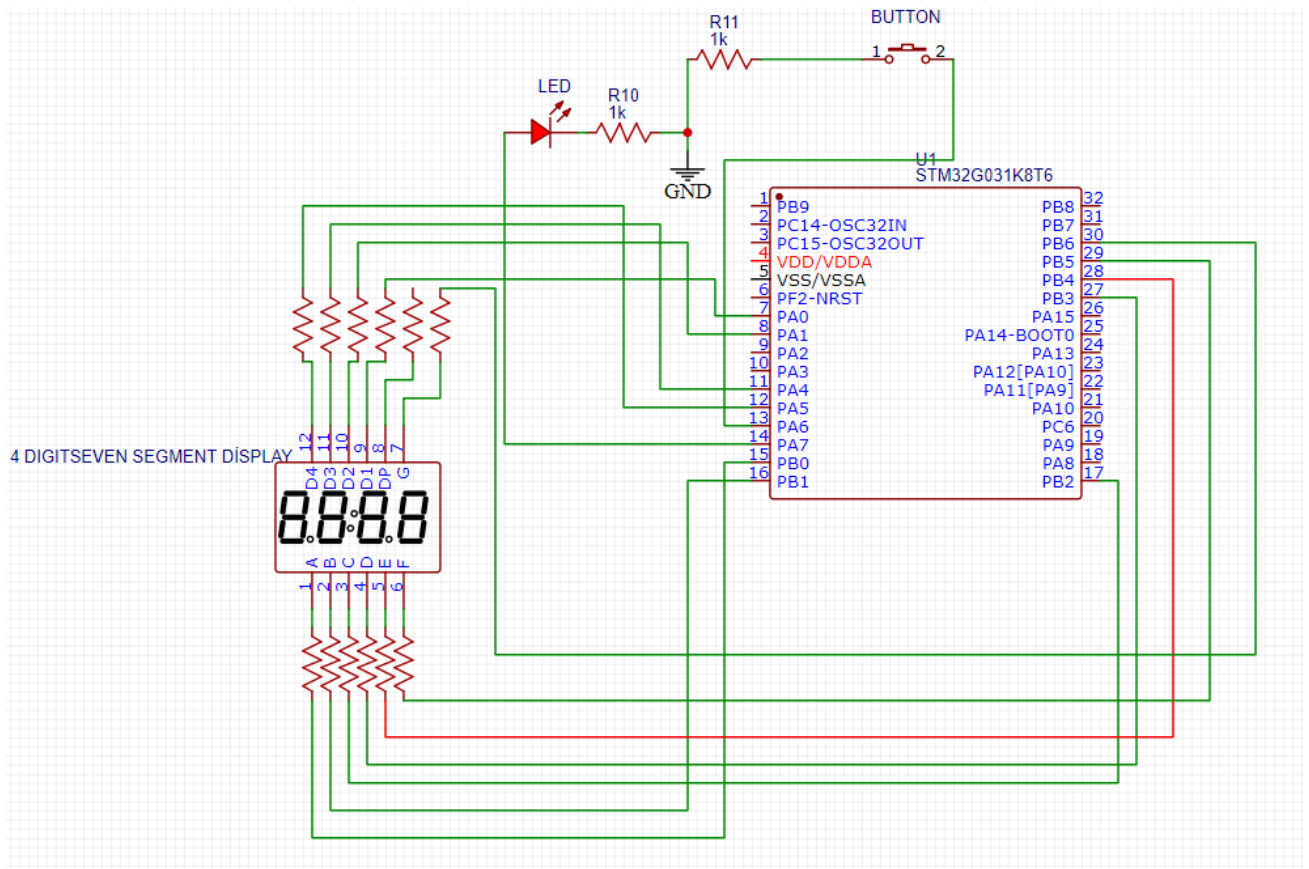 BUTTON
R11
1k
1 2
LED
R10
1k
GND
U1
STM32G031K8T6
1 PB9
2 PC14-OSC32IN
3 PC15-OSC32OUT
4 VDD/VDDA
5 VSS/VSSA
6 PF2-NRST
7 PA0
8 PA1
9 PA2
10 PA3
11 PA4
12 PA5
13 PA6
14 PA7
15 PB0
16 PB1
PB8 32
PB7 31
PB6 30
PB5 29
PB4 28
PB3 27
PA15 26
PA14-BOOT0 25
PA13 24
PA12[PA10] 23
PA11[PA9] 22
PA10 21
PC6 20
PA9 19
PA8 18
PB2 17
4 DIGITSEVEN SEGMENT DİSPLAY
12 11 10 9 8 7
D4 D3 D2 D1 DP G
8.8:8.8
A B C D E F
1 2 3 4 5 6